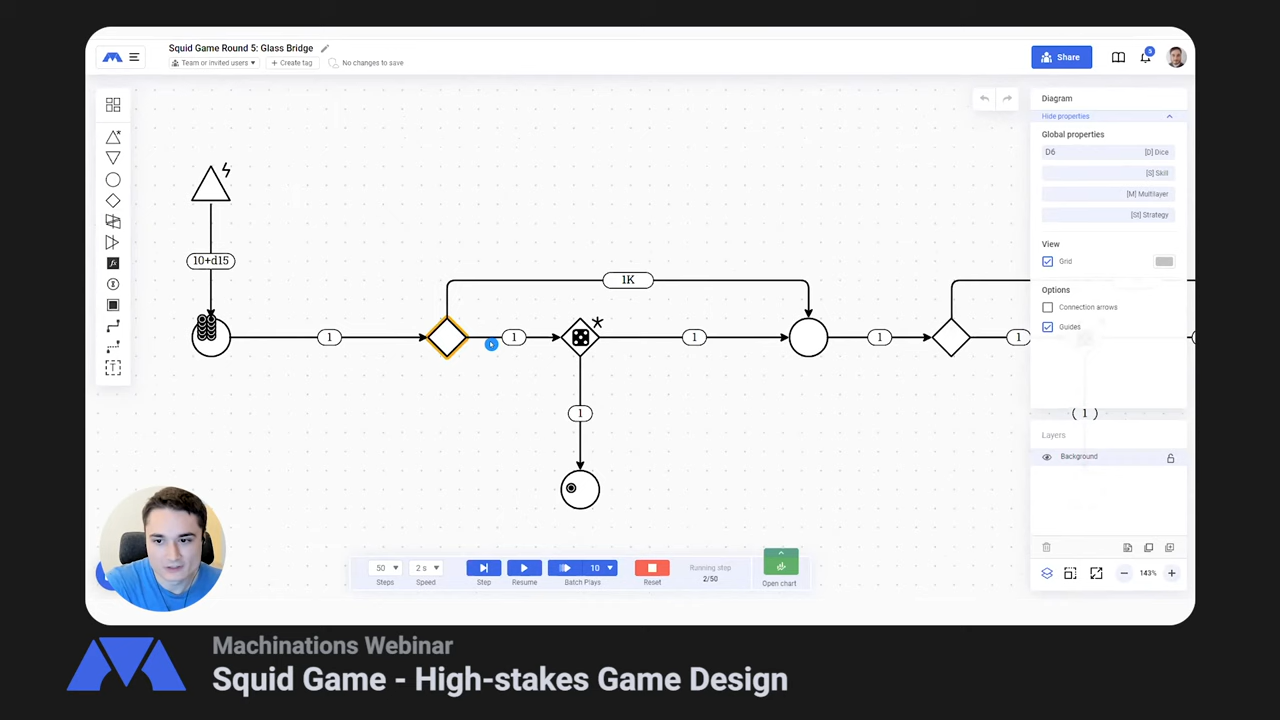 Squid Game Round 5: Glass Bridge
Team or invited users
+ Create tag
No changes to save
Share
5
Diagram
Hide properties
Global properties
D6 [D] Dice
[S] Skill
[M] Multilayer
[St] Strategy
View
Grid
Options
Connection arrows
Guides
Layers
Background
10+d15
1K
1
1
1
1
1
1
1
50
Steps
2 s
Speed
Step
Resume
10
Batch Plays
Reset
Running step
2/50
Open chart
143%
Machinations Webinar
Squid Game - High-stakes Game Design